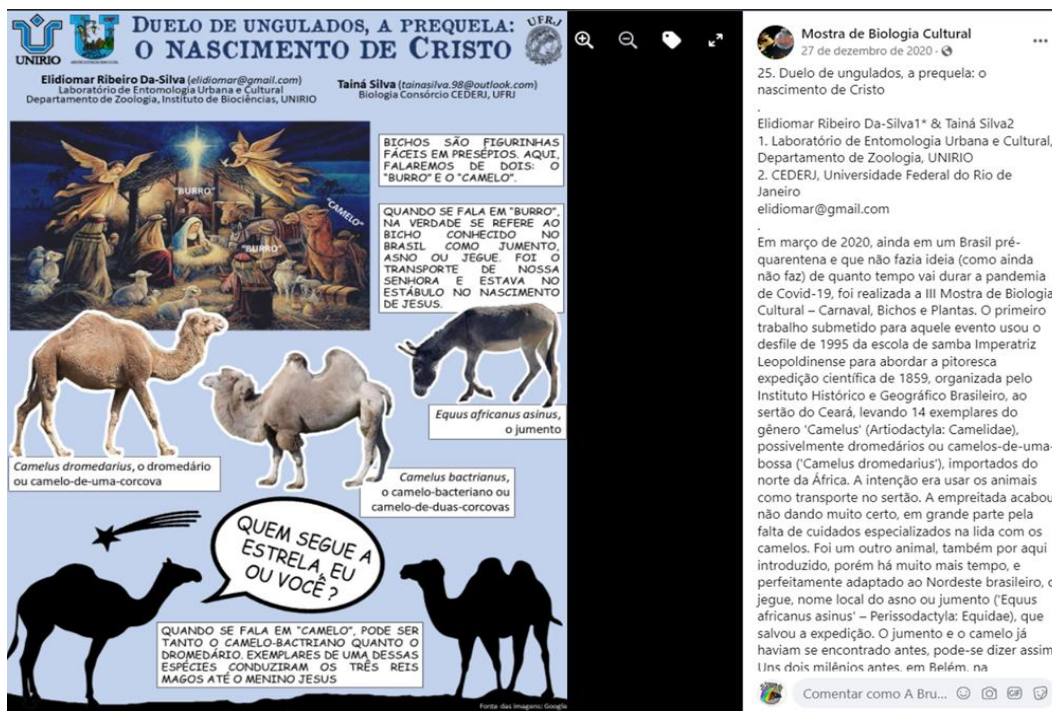 DUELO DE UNGULADOS, A PREQUELA:
O NASCIMENTO DE CRISTO
UNIRIO
UFRJ
Elidiomar Ribeiro Da-Silva (elidiomar@gmail.com)
Laboratório de Entomologia Urbana e Cultural
Departamento de Zoologia, Instituto de Biociências, UNIRIO
Tainá Silva (tainasilva.98@outlook.com)
Biologia Consórcio CEDERJ, UFRJ
"BURRO"
"CAMELO"
"BURRO"
BICHOS SÃO FIGURINHAS
FÁCEIS EM PRESÉPIOS. AQUI,
FALAREMOS DE DOIS: O
"BURRO" E O "CAMELO".
QUANDO SE FALA EM "BURRO",
NA VERDADE SE REFERE AO
BICHO CONHECIDO NO
BRASIL COMO JUMENTO,
ASNO OU JEGUE. FOI O
TRANSPORTE DE NOSSA
SENHORA E ESTAVA NO
ESTÁBULO NO NASCIMENTO
DE JESUS.
Equus africanus asinus,
o jumento
Camelus dromedarius, o dromedário
ou camelo-de-uma-corcova
Camelus bactrianus,
o camelo-bacteriano ou
camelo-de-duas-corcovas
QUEM SEGUE A
ESTRELA, EU
OU VOCÊ?
QUANDO SE FALA EM "CAMELO", PODE SER
TANTO O CAMELO-BACTRIANO QUANTO O
DROMEDÁRIO. EXEMPLARES DE UMA DESSAS
ESPÉCIES CONDUZIRAM OS TRÊS REIS
MAGOS ATÉ O MENINO JESUS
Fonte das imagens: Google
Mostra de Biologia Cultural
27 de dezembro de 2020 ·
25. Duelo de ungulados, a prequela: o
nascimento de Cristo
.
Elidiomar Ribeiro Da-Silva1* & Tainá Silva2
1. Laboratório de Entomologia Urbana e Cultural,
Departamento de Zoologia, UNIRIO
2. CEDERJ, Universidade Federal do Rio de
Janeiro
elidiomar@gmail.com
.
Em março de 2020, ainda em um Brasil pré-
quarentena e que não fazia ideia (como ainda
não faz) de quanto tempo vai durar a pandemia
de Covid-19, foi realizada a III Mostra de Biologia
Cultural – Carnaval, Bichos e Plantas. O primeiro
trabalho submetido para aquele evento usou o
desfile de 1995 da escola de samba Imperatriz
Leopoldinense para abordar a pitoresca
expedição científica de 1859, organizada pelo
Instituto Histórico e Geográfico Brasileiro, ao
sertão do Ceará, levando 14 exemplares do
gênero 'Camelus' (Artiodactyla: Camelidae),
possivelmente dromedários ou camelos-de-uma-
bossa ('Camelus dromedarius'), importados do
norte da África. A intenção era usar os animais
como transporte no sertão. A empreitada acabou
não dando muito certo, em grande parte pela
falta de cuidados especializados na lida com os
camelos. Foi um outro animal, também por aqui
introduzido, porém há muito mais tempo, e
perfeitamente adaptado ao Nordeste brasileiro, o
jegue, nome local do asno ou jumento ('Equus
africanus asinus' – Perissodactyla: Equidae), que
salvou a expedição. O jumento e o camelo já
haviam se encontrado antes, pode-se dizer assim.
Uns dois milênios antes, em Belém, na
Comentar como A Bru...
GIF